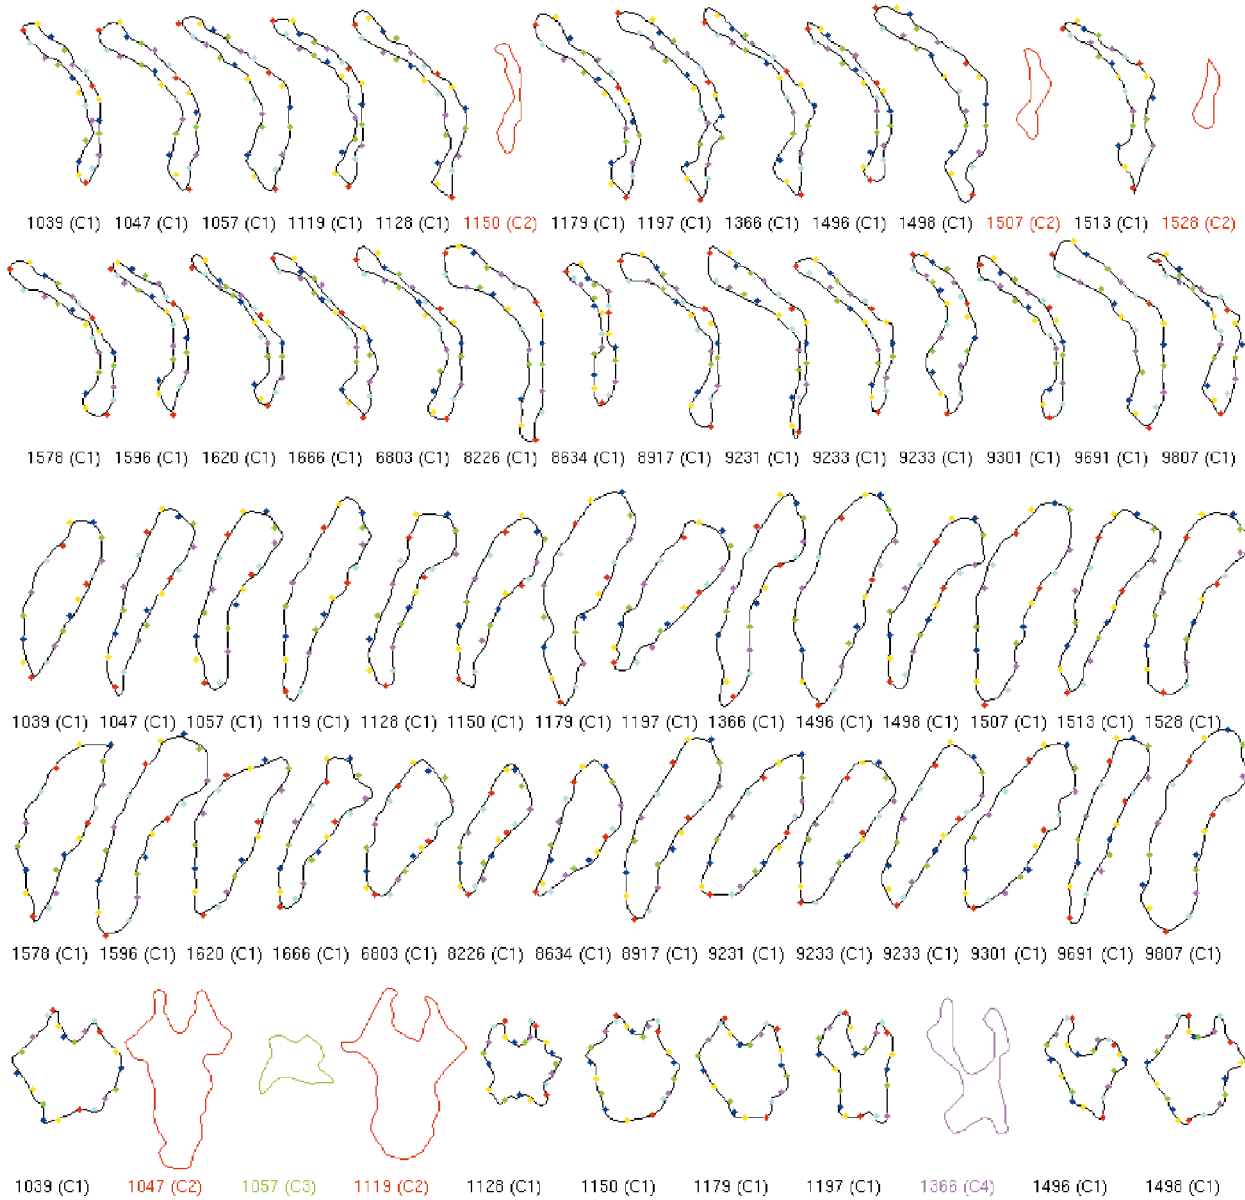 1039 (C1) 1047 (C1) 1057 (C1) 1119 (C1) 1128 (C1) 1150 (C2) 1179 (C1) 1197 (C1) 1366 (C1) 1496 (C1) 1498 (C1) 1507 (C2) 1513 (C1) 1528 (C2)
1578 (C1) 1596 (C1) 1620 (C1) 1666 (C1) 6803 (C1) 8226 (C1) 8634 (C1) 8917 (C1) 9231 (C1) 9233 (C1) 9233 (C1) 9301 (C1) 9691 (C1) 9807 (C1)
1039 (C1) 1047 (C1) 1057 (C1) 1119 (C1) 1128 (C1) 1150 (C1) 1179 (C1) 1197 (C1) 1366 (C1) 1496 (C1) 1498 (C1) 1507 (C1) 1513 (C1) 1528 (C1)
1578 (C1) 1596 (C1) 1620 (C1) 1666 (C1) 6803 (C1) 8226 (C1) 8634 (C1) 8917 (C1) 9231 (C1) 9233 (C1) 9233 (C1) 9301 (C1) 9691 (C1) 9807 (C1)
1039 (C1) 1047 (C2) 1057 (C3) 1119 (C2) 1128 (C1) 1150 (C1) 1179 (C1) 1197 (C1) 1366 (C4) 1496 (C1) 1498 (C1)